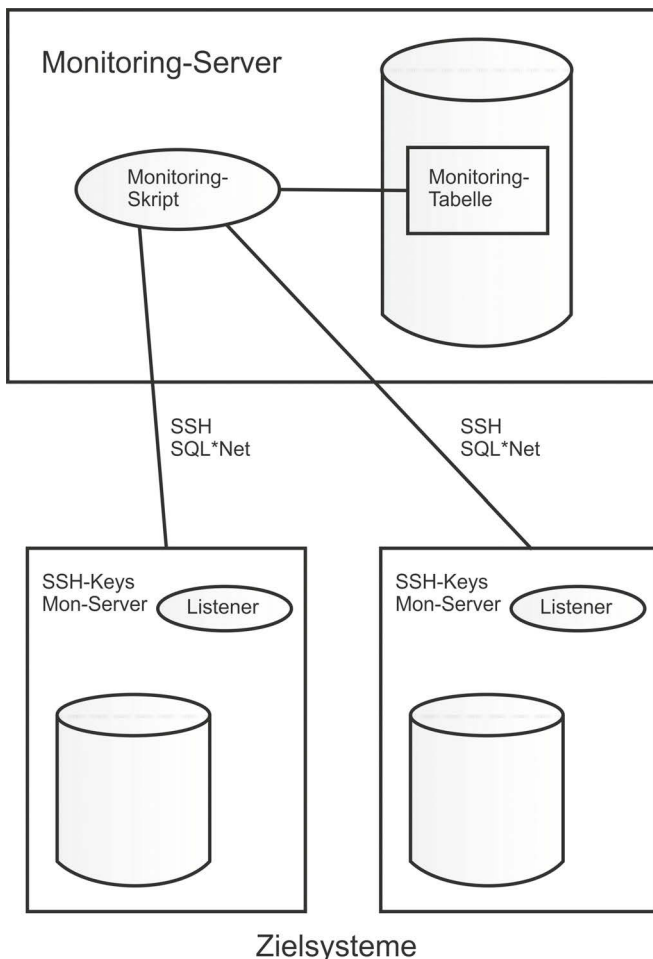 Monitoring-Server
Monitoring-
Skript
Monitoring-
Tabelle
SSH
SQL*Net
SSH
SQL*Net
SSH-Keys
Mon-Server
Listener
SSH-Keys
Mon-Server
Listener
Zielsysteme